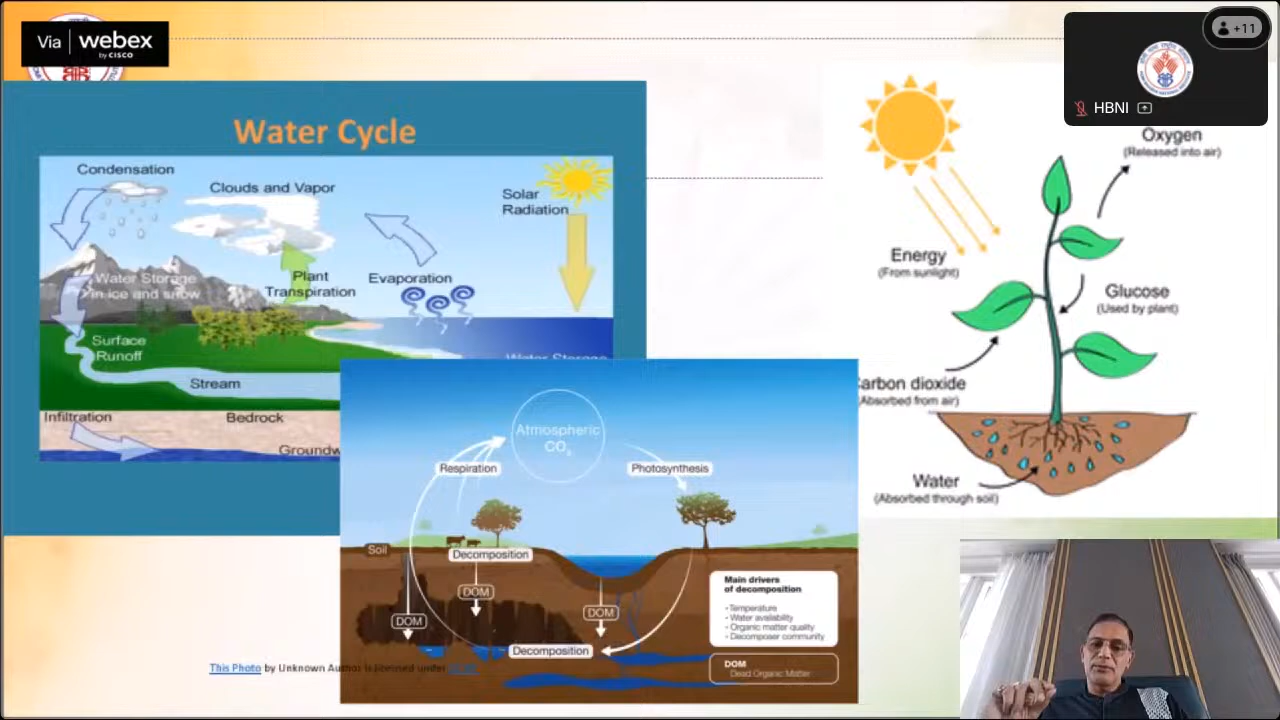 Via webex
by CISCO
+11
HBNI
Water Cycle
Condensation
Clouds and Vapor
Solar
Radiation
Water Storage
in ice and snow
Plant
Transpiration
Evaporation
Surface
Runoff
Water Storage
Stream
Infiltration
Bedrock
Groundw
Oxygen
(Released into air)
Energy
(From sunlight)
Glucose
(Used by plant)
arbon dioxide
(Absorbed from air)
Water
(Absorbed through soil)
Atmospheric
CO2
Respiration
Photosynthesis
Soil
Decomposition
DOM
DOM
DOM
Decomposition
Main drivers
of decomposition
- Temperature
- Water availability
- Organic matter quality
- Decomposer community
DOM
Dead Organic Matter
This Photo by Unknown Author is licensed under